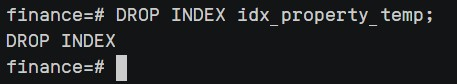 finance=# DROP INDEX idx_property_temp;
DROP INDEX
finance=#